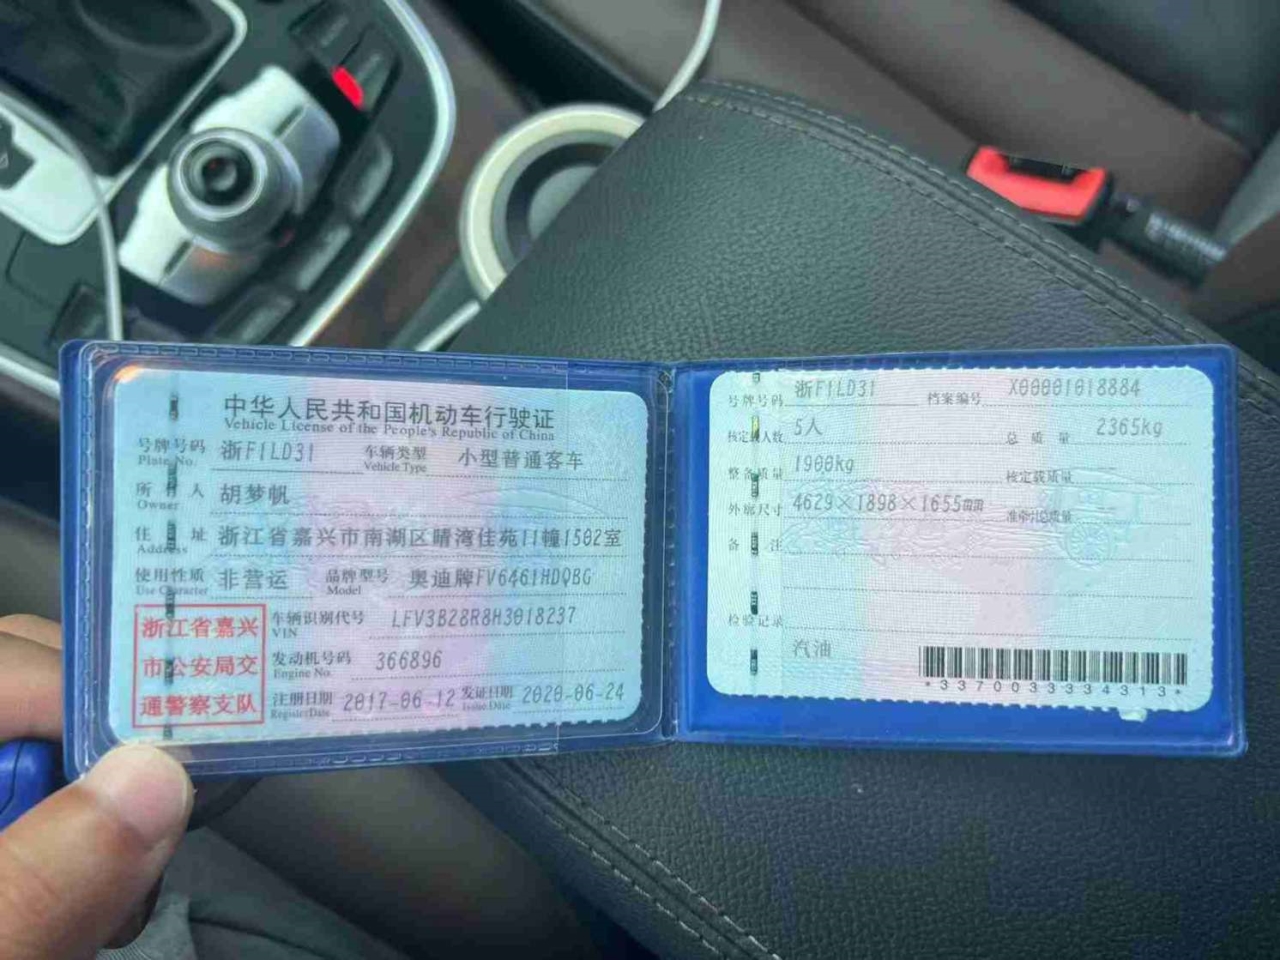 中华人民共和国机动车行驶证
Vehicle License of the People's Republic of China
号牌号码 浙F1LD31 车辆类型 小型普通客车
Plate No. Vehicle Type
所有人 胡梦帆
Owner
住址 浙江省嘉兴市南湖区晴湾佳苑11幢1502室
Address
使用性质 非营运 品牌型号 奥迪牌FV6461HDQBG
Use Character Model
浙江省嘉兴
市公安局交
通警察支队
车辆识别代号 LFV3B28R8H3018237
VIN
发动机号码 366896
Engine No.
注册日期 2017-06-12 发证日期 2020-06-24
Register Date Issue Date
号牌号码 浙F1LD31 档案编号 X00001018884
核定载人数 5人 总质量 2365kg
整备质量 1900kg 核定载质量
外廓尺寸 4629×1898×1655mm 准牵引总质量
备注
检验记录
汽油
*3370033334313*